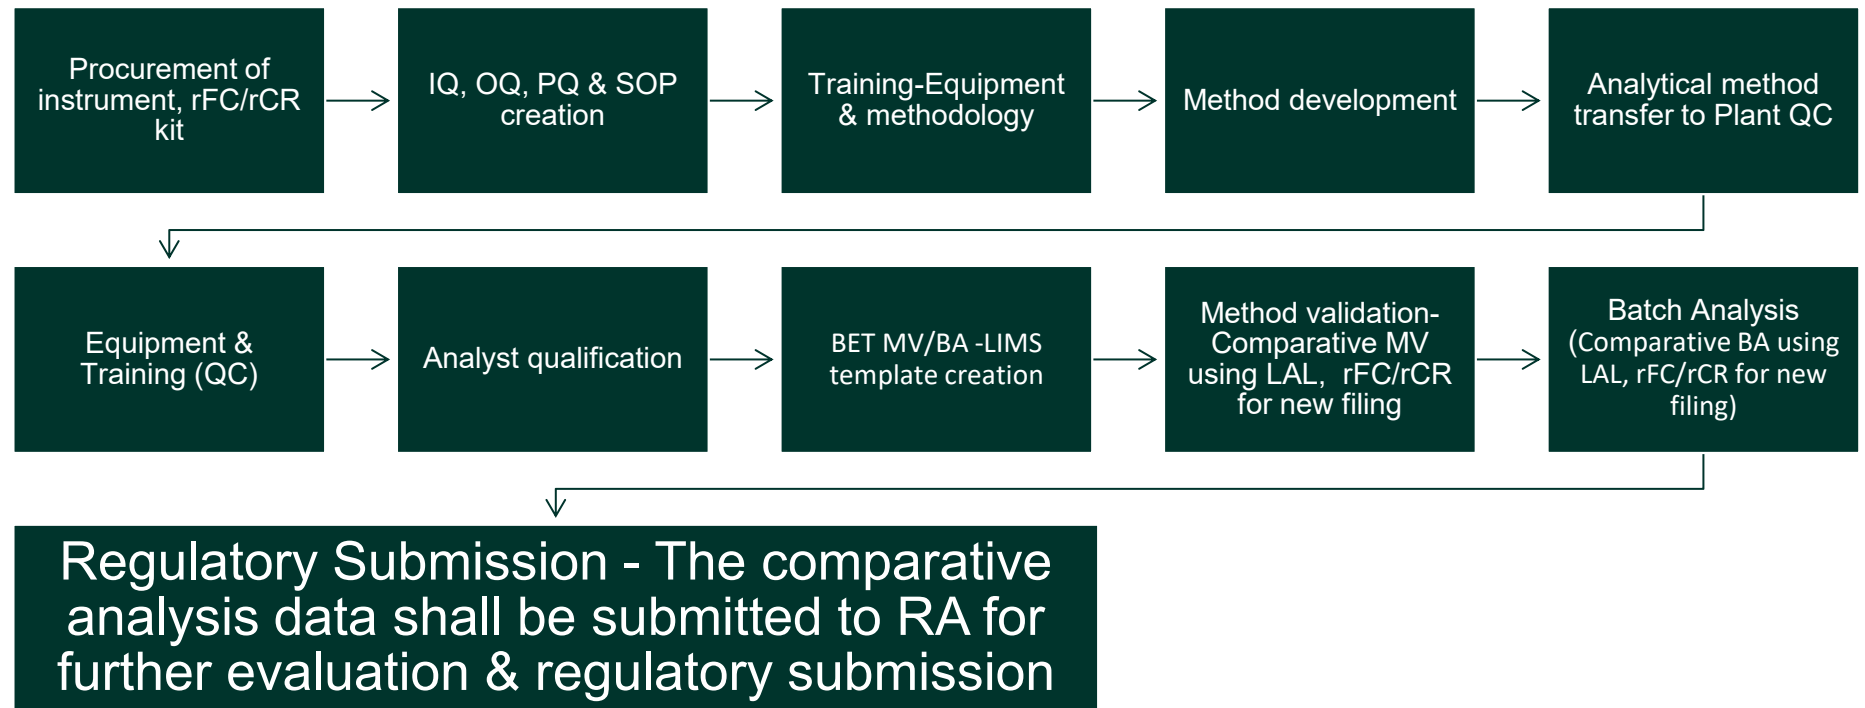 Procurement of
instrument, rFC/rCR
kit
IQ, OQ, PQ & SOP
creation
Training-Equipment
& methodology
Method development
Analytical method
transfer to Plant QC
Equipment &
Training (QC)
Analyst qualification
BET MV/BA -LIMS
template creation
Method validation-
Comparative MV
using LAL,  rFC/rCR
for new filing
Batch Analysis
(Comparative BA using
LAL, rFC/rCR for new
filing)
Regulatory Submission - The comparative
analysis data shall be submitted to RA for
further evaluation & regulatory submission